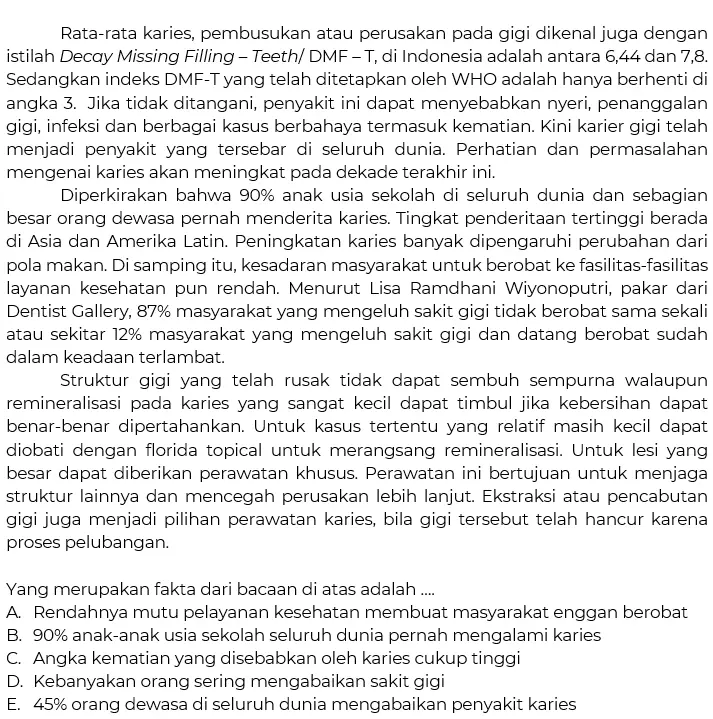 Rata-rata karies, pembusukan atau perusakan pada gigi dikenal juga dengan
istilah Decay Missing Filling – Teeth/ DMF – T, di Indonesia adalah antara 6,44 dan 7,8.
Sedangkan indeks DMF-T yang telah ditetapkan oleh WHO adalah hanya berhenti di
angka 3. Jika tidak ditangani, penyakit ini dapat menyebabkan nyeri, penanggalan
gigi, infeksi dan berbagai kasus berbahaya termasuk kematian. Kini karier gigi telah
menjadi penyakit yang tersebar di seluruh dunia. Perhatian dan permasalahan
mengenai karies akan meningkat pada dekade terakhir ini.
Diperkirakan bahwa 90% anak usia sekolah di seluruh dunia dan sebagian
besar orang dewasa pernah menderita karies. Tingkat penderitaan tertinggi berada
di Asia dan Amerika Latin. Peningkatan karies banyak dipengaruhi perubahan dari
pola makan. Di samping itu, kesadaran masyarakat untuk berobat ke fasilitas-fasilitas
layanan kesehatan pun rendah. Menurut Lisa Ramdhani Wiyonoputri, pakar dari
Dentist Gallery, 87% masyarakat yang mengeluh sakit gigi tidak berobat sama sekali
atau sekitar 12% masyarakat yang mengeluh sakit gigi dan datang berobat sudah
dalam keadaan terlambat.
Struktur gigi yang telah rusak tidak dapat sembuh sempurna walaupun
remineralisasi pada karies yang sangat kecil dapat timbul jika kebersihan dapat
benar-benar dipertahankan. Untuk kasus tertentu yang relatif masih kecil dapat
diobati dengan florida topical untuk merangsang remineralisasi. Untuk lesi yang
besar dapat diberikan perawatan khusus. Perawatan ini bertujuan untuk menjaga
struktur lainnya dan mencegah perusakan lebih lanjut. Ekstraksi atau pencabutan
gigi juga menjadi pilihan perawatan karies, bila gigi tersebut telah hancur karena
proses pelubangan.
Yang merupakan fakta dari bacaan di atas adalah ....
A. Rendahnya mutu pelayanan kesehatan membuat masyarakat enggan berobat
B. 90% anak-anak usia sekolah seluruh dunia pernah mengalami karies
C. Angka kematian yang disebabkan oleh karies cukup tinggi
D. Kebanyakan orang sering mengabaikan sakit gigi
E. 45% orang dewasa di seluruh dunia mengabaikan penyakit karies